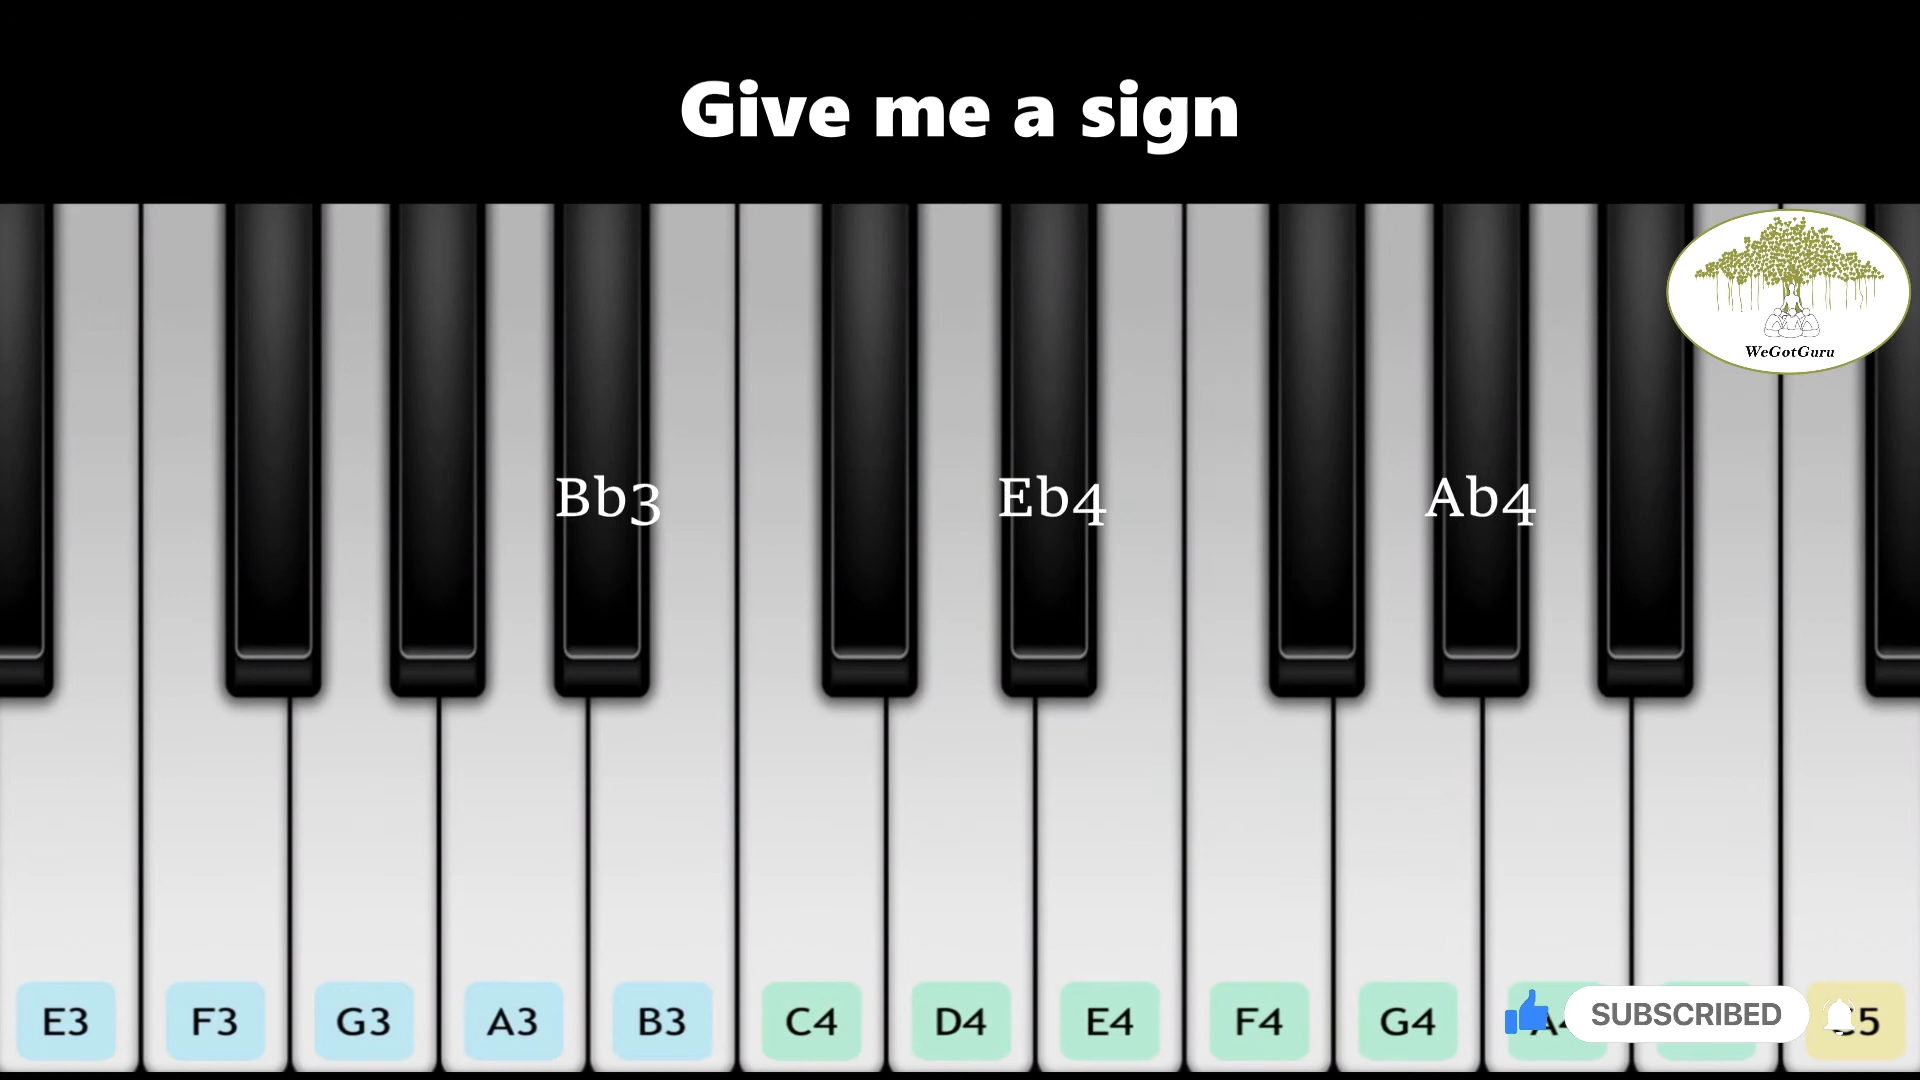 Give me a sign
WeGotGuru
Bb3 Eb4 Ab4
E3 F3 G3 A3 B3 C4 D4 E4 F4 G4
SUBSCRIBED